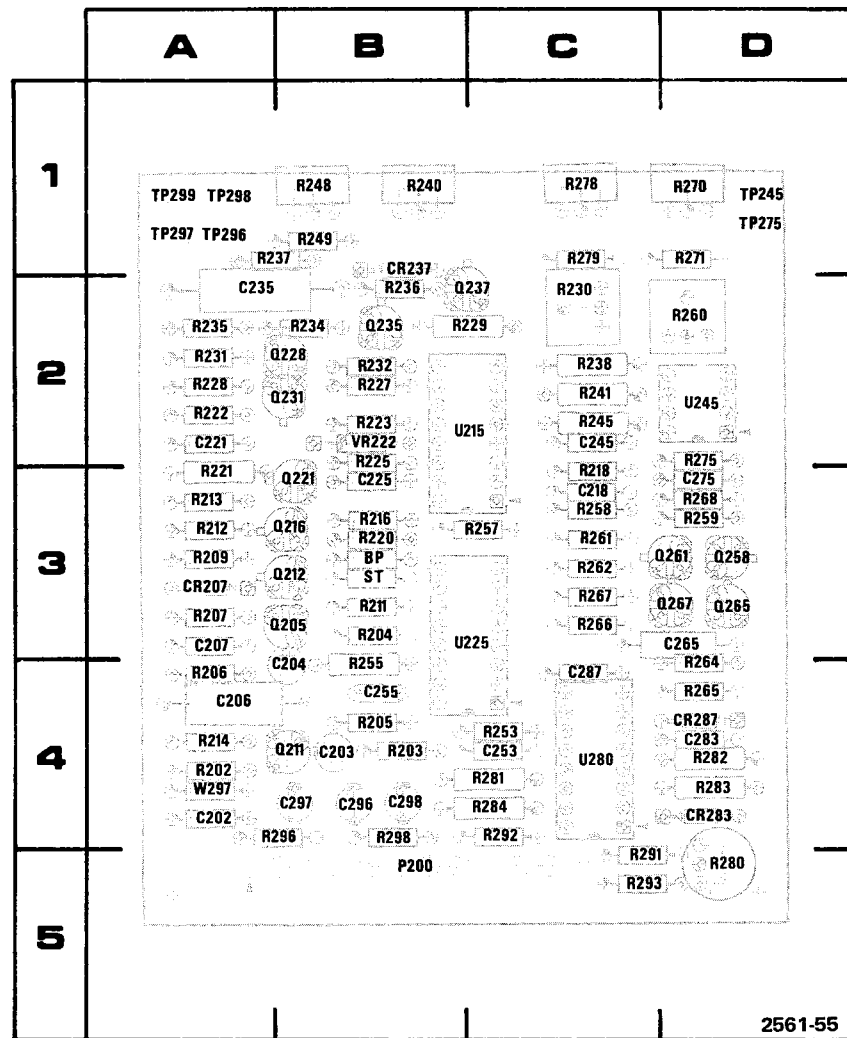 A B C D
1
R248 R240 R278 R270
TP299 TP298 TP245
TP275
TP297 TP296 R249
R237 CR237 R279 R271
C235 R236 Q237 R230
R260
R235 R234 Q235 R229
Q228
R231 R232 R238
2
R228 R227 Q231 R241 U245
R222 R223 U215 R245
C221 VR222 C245
R221 R225 R218 R275
Q221 C225 C218 C275
R213 R258 R268
R212 Q216 R216 R257 R259
R220 R261
R209 BP Q261 Q258
3
Q212 ST R262
CR207 R267 Q267 Q265
R207 R211 R266
Q205 R204 U225
C207 C265
R206 C204 R255 C287 R264
C206 C255 R265
R205 R253 CR287
R214 Q211 C203 R203 C253 C283
4
U280 R282
R202 R281
W297 R283
C297 C296 C298 R284
C202 CR283
R296 R298 R292
P200 R291 R280
R293
5
2561-55